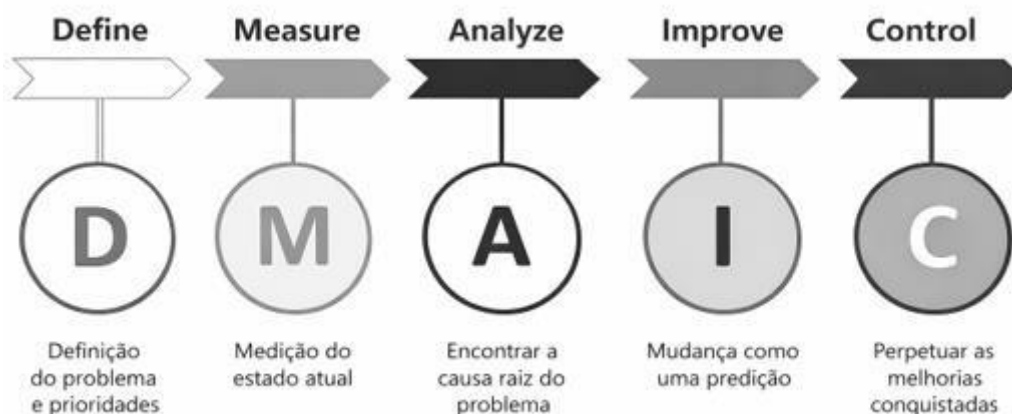 Define
Measure
Analyze
Improve
Control
D
M
A
I
C
Definição
do problema
e prioridades
Medição do
estado atual
Encontrar a
causa raiz do
problema
Mudança como
uma predição
Perpetuar as
melhorias
conquistadas